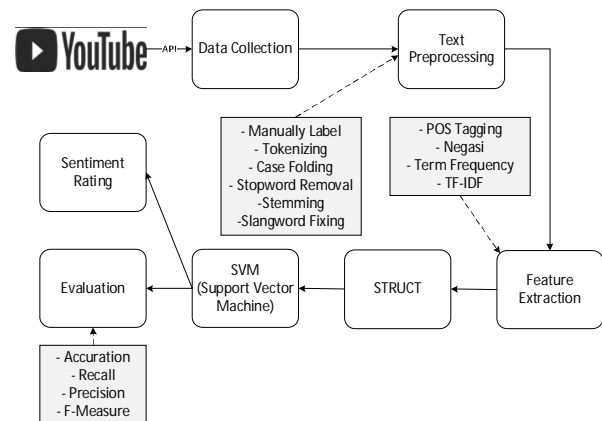 YouTube
API
Data Collection
Text
Preprocessing
- Manually Label
- Tokenizing
- Case Folding
- Stopword Removal
-Stemming
-Slangword Fixing
- POS Tagging
- Negasi
- Term Frequency
- TF-IDF
Sentiment
Rating
Evaluation
SVM
(Support Vector
Machine)
STRUCT
Feature
Extraction
- Accuration
- Recall
- Precision
- F-Measure